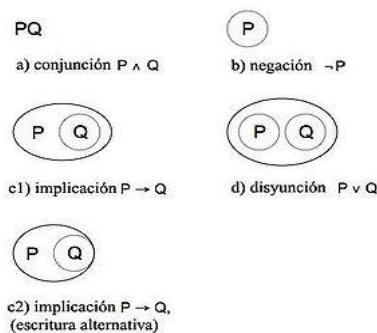 PQ
P
a) conjunción P ∧ Q
b) negación ¬P
P Q
P Q
c1) implicación P → Q
d) disyunción P ∨ Q
P Q
c2) implicación P → Q,
(escritura alternativa)